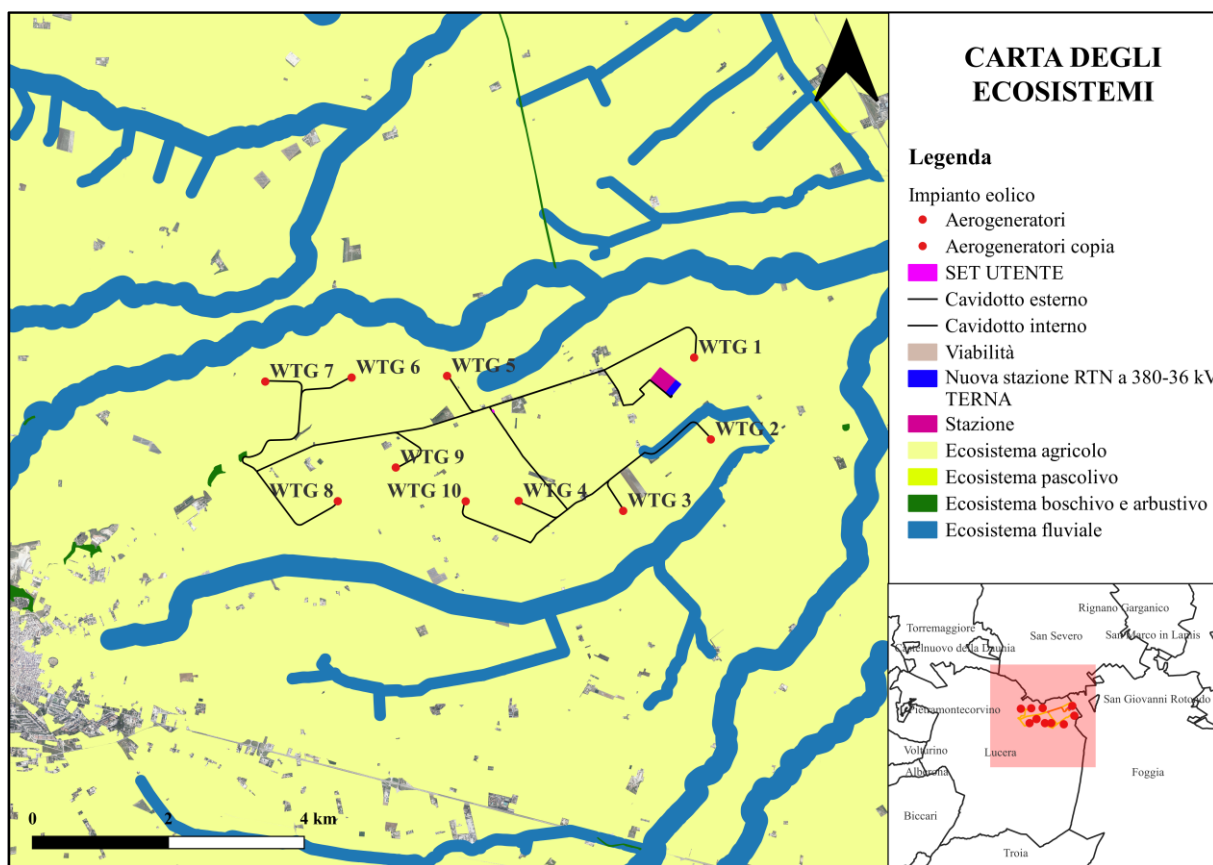 CARTA DEGLI
ECOSISTEMI
Legenda
Impianto eolico
Aerogeneratori
Aerogeneratori copia
SET UTENTE
Cavidotto esterno
Cavidotto interno
Viabilità
Nuova stazione RTN a 380-36 kV
TERNA
Stazione
Ecosistema agricolo
Ecosistema pascolivo
Ecosistema boschivo e arbustivo
Ecosistema fluviale
WTG 1
WTG 5
WTG 6
WTG 7
WTG 2
WTG 9
WTG 8
WTG 10
WTG 4
WTG 3
0 2 4 km
Rignano Garganico
Torremaggiore
San Severo
San Marco in Lamis
Castelnuovo della Daunia
San Giovanni Rotondo
Pietramontecorvino
Volturino
Lucera
Alberona
Foggia
Biccari
Troia